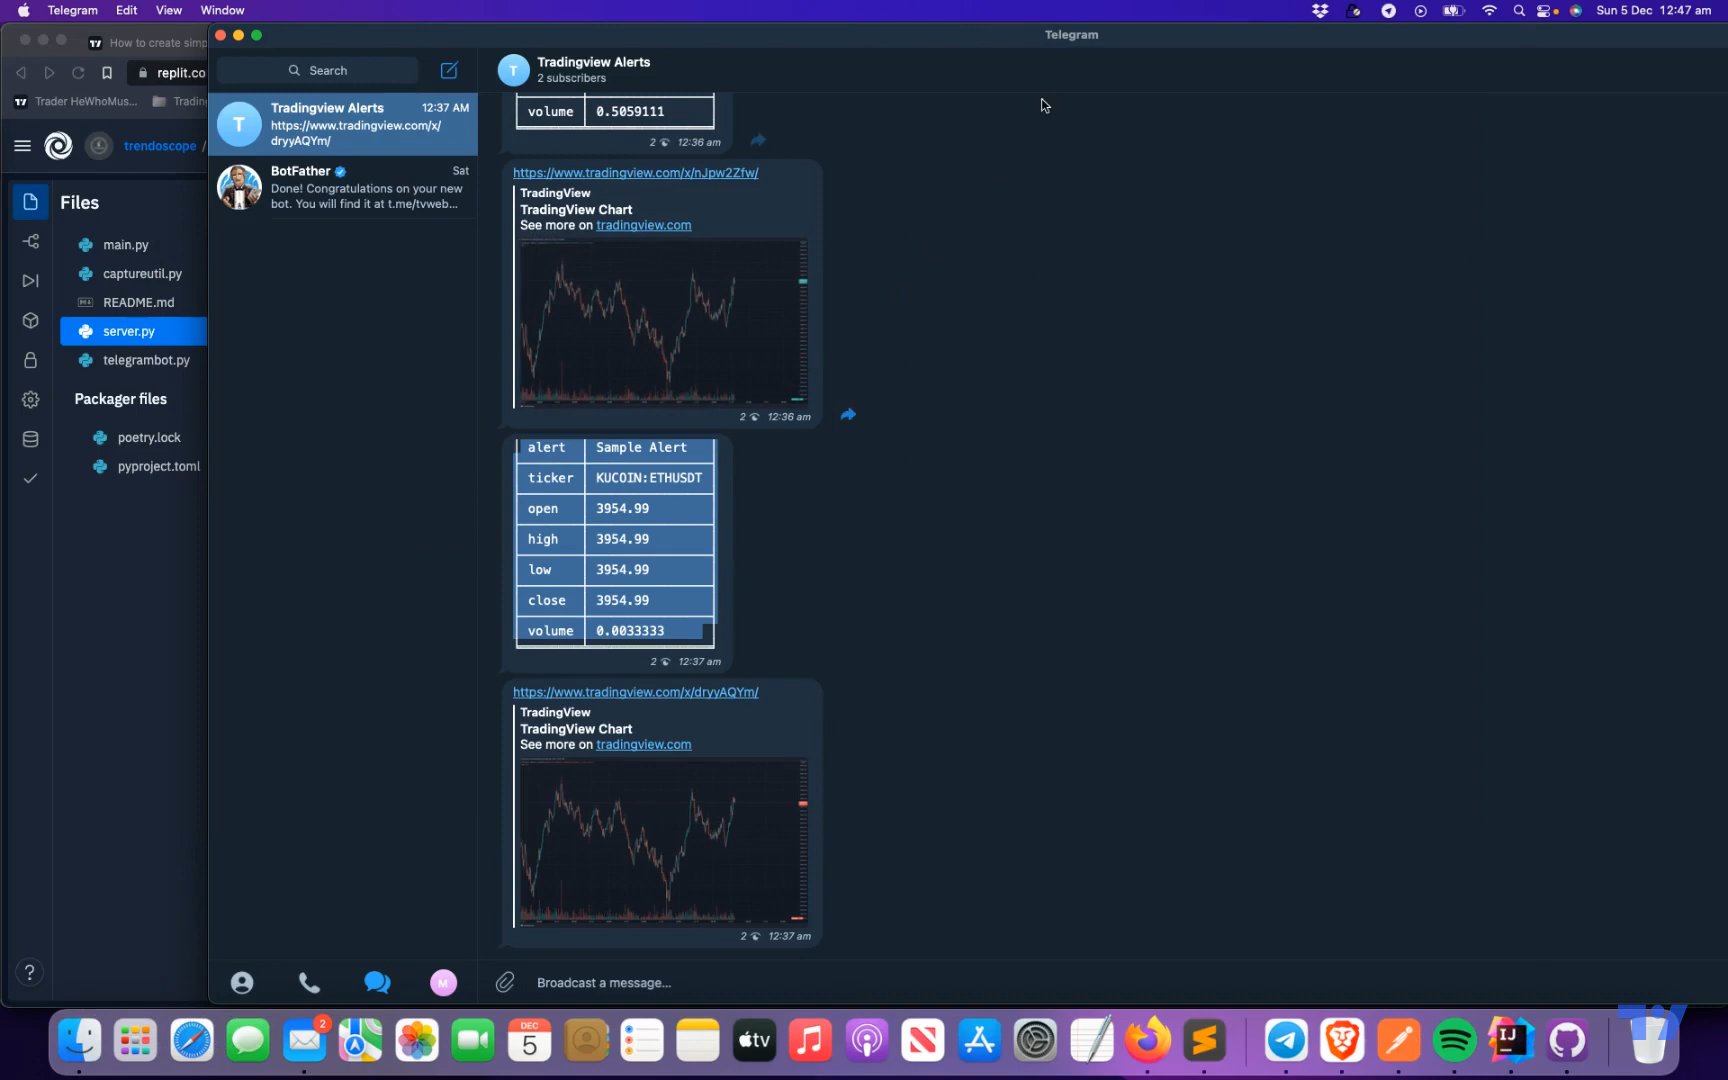 Telegram Edit View Window
Sun 5 Dec 12:47 am
How to create simp
replit.co
Trader HeWhoMus...
Trading
trendoscope /
Files
main.py
captureutil.py
README.md
server.py
telegrambot.py
Packager files
poetry.lock
pyproject.toml
?
Telegram
Search
T
Tradingview Alerts 12:37 AM
https://www.tradingview.com/x/
dryyAQYm/
BotFather Sat
Done! Congratulations on your new
bot. You will find it at t.me/tvweb...
M
T
Tradingview Alerts
2 subscribers
volume 0.5059111
2 12:36 am
https://www.tradingview.com/x/nJpw2Zfw/
TradingView
TradingView Chart
See more on tradingview.com
2 12:36 am
alert Sample Alert
ticker KUCOIN:ETHUSDT
open 3954.99
high 3954.99
low 3954.99
close 3954.99
volume 0.0033333
2 12:37 am
https://www.tradingview.com/x/dryyAQYm/
TradingView
TradingView Chart
See more on tradingview.com
2 12:37 am
Broadcast a message...
2
DEC
5
tv
IJ